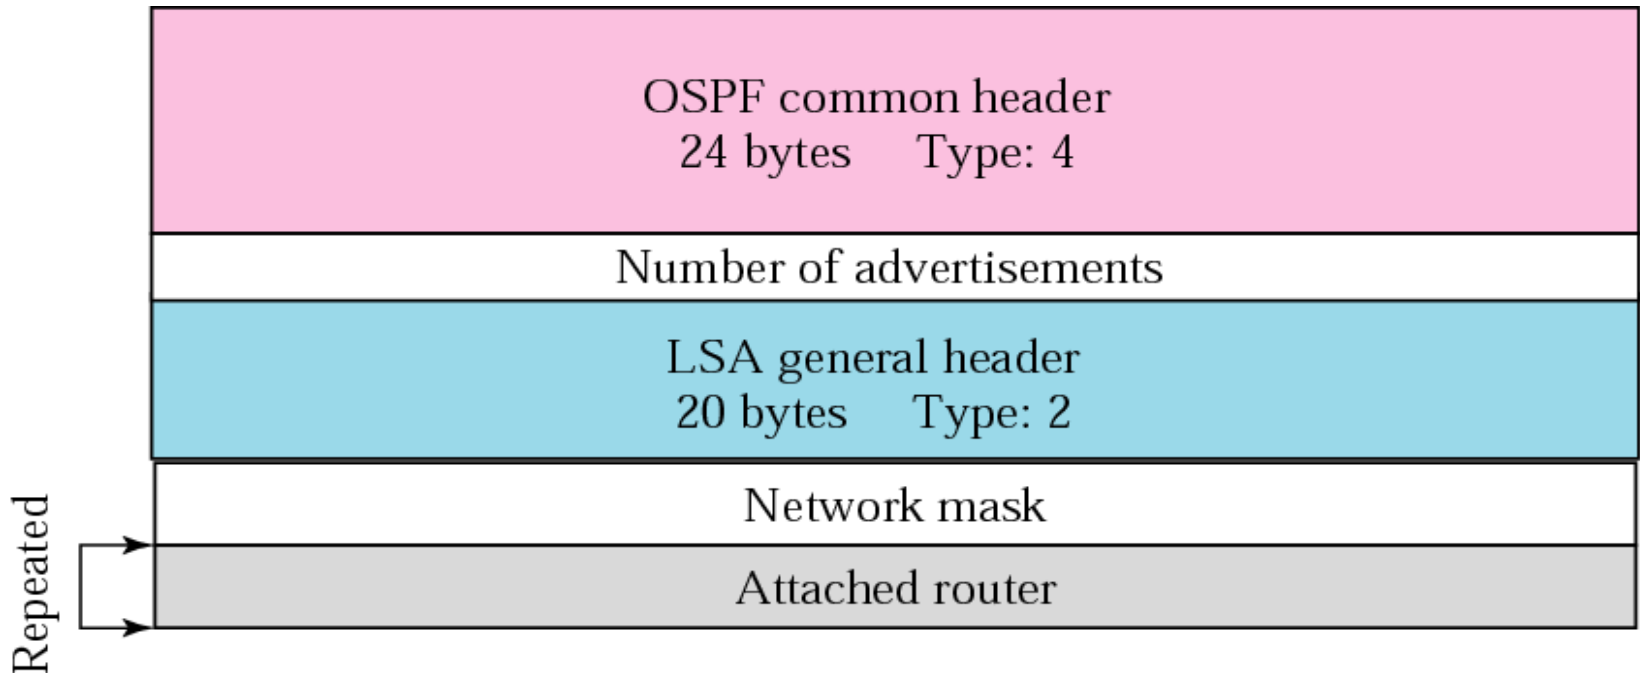 OSPF common header
24 bytes Type: 4
Number of advertisements
LSA general header
20 bytes Type: 2
Network mask
Attached router
Repeated